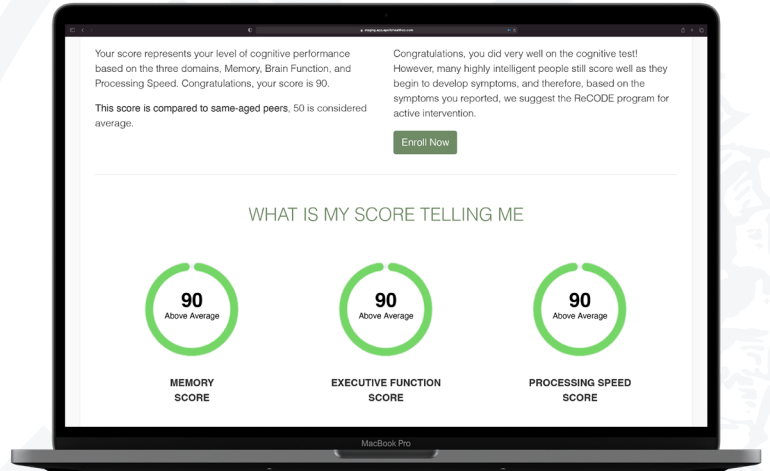 staging.app.apollohealthco.com
Your score represents your level of cognitive performance
based on the three domains, Memory, Brain Function, and
Processing Speed. Congratulations, your score is 90.
This score is compared to same-aged peers, 50 is considered
average.
Congratulations, you did very well on the cognitive test!
However, many highly intelligent people still score well as they
begin to develop symptoms, and therefore, based on the
symptoms you reported, we suggest the ReCODE program for
active intervention.
Enroll Now
WHAT IS MY SCORE TELLING ME
90
Above Average
90
Above Average
90
Above Average
MEMORY
SCORE
EXECUTIVE FUNCTION
SCORE
PROCESSING SPEED
SCORE
MacBook Pro